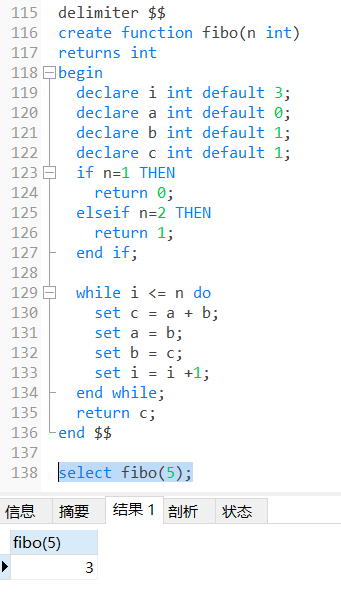 115 delimiter $$
116 create function fibo(n int)
117 returns int
118 begin
119   declare i int default 3;
120   declare a int default 0;
121   declare b int default 1;
122   declare c int default 1;
123   if n=1 THEN
124     return 0;
125   elseif n=2 THEN
126     return 1;
127   end if;
128
129   while i <= n do
130     set c = a + b;
131     set a = b;
132     set b = c;
133     set i = i +1;
134   end while;
135   return c;
136 end $$
137
138 select fibo(5);
信息 摘要 结果 1 剖析 状态
fibo(5)
3